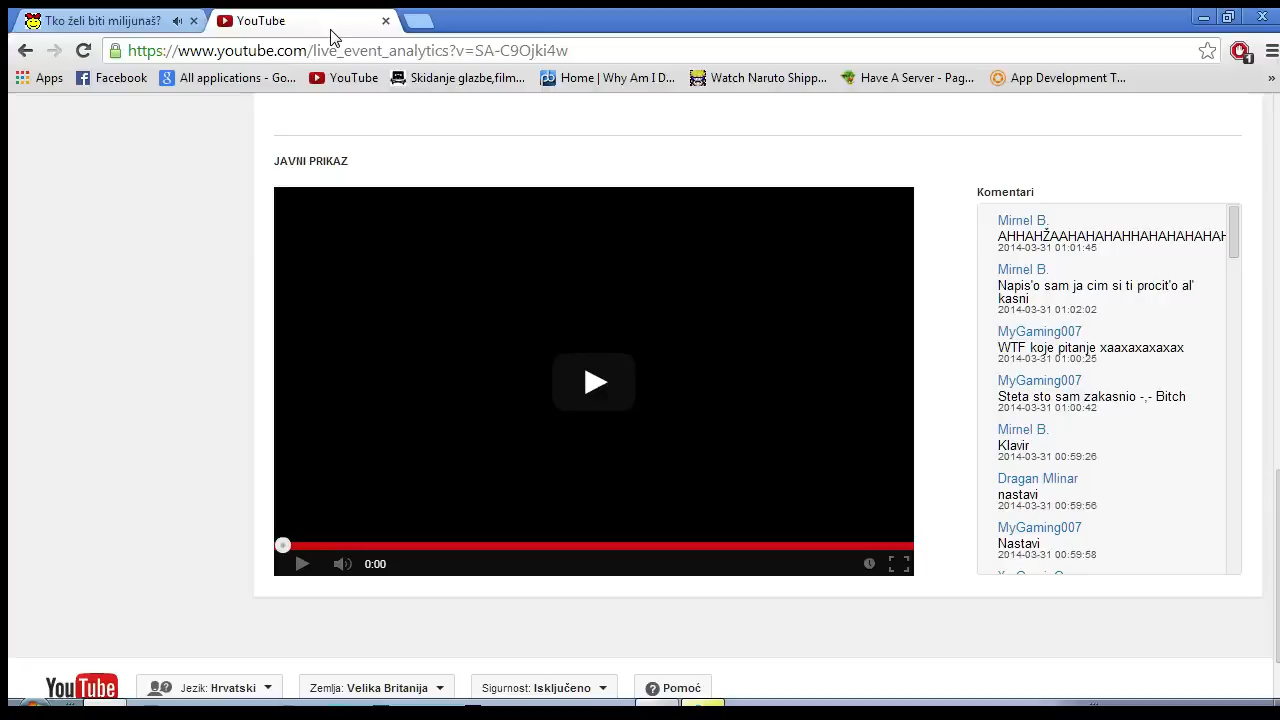 Tko želi biti milijunaš?
YouTube
https://www.youtube.com/live_event_analytics?v=SA-C9Ojki4w
1
Apps
Facebook
All applications - Go...
YouTube
Skidanje glazbe,film...
Home | Why Am I D...
Watch Naruto Shipp...
Have A Server - Pag...
App Development T...
»
JAVNI PRIKAZ
Komentari
Mirnel B.
AHHAHŽAAHAHAHAHHAHAHAHAHAH
2014-03-31 01:01:45
Mirnel B.
Napis'o sam ja cim si ti procit'o al'
kasni
2014-03-31 01:02:02
MyGaming007
WTF koje pitanje xaaxaxaxaxax
2014-03-31 01:00:25
MyGaming007
Steta sto sam zakasnio -,- Bitch
2014-03-31 01:00:42
Mirnel B.
Klavir
2014-03-31 00:59:26
Dragan Mlinar
nastavi
2014-03-31 00:59:56
MyGaming007
Nastavi
2014-03-31 00:59:58
0:00
YouTube
Jezik: Hrvatski
Zemlja: Velika Britanija
Sigurnost: Isključeno
Pomoć